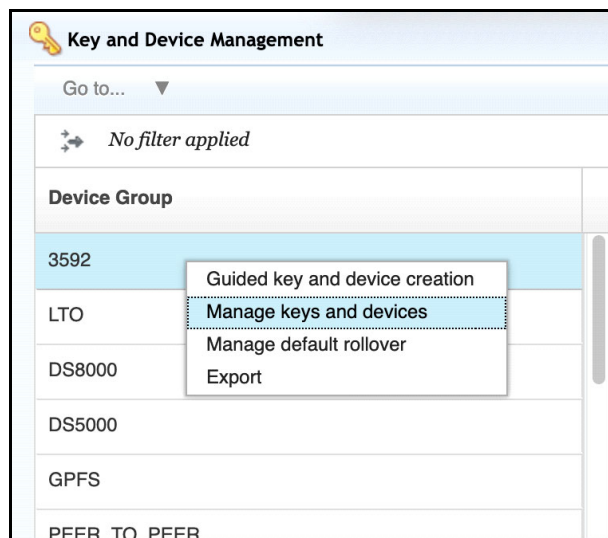 Key and Device Management
Go to... ▼
No filter applied
Device Group
3592
Guided key and device creation
LTO
Manage keys and devices
Manage default rollover
DS8000
Export
DS5000
GPFS
PEER_TO_PEER